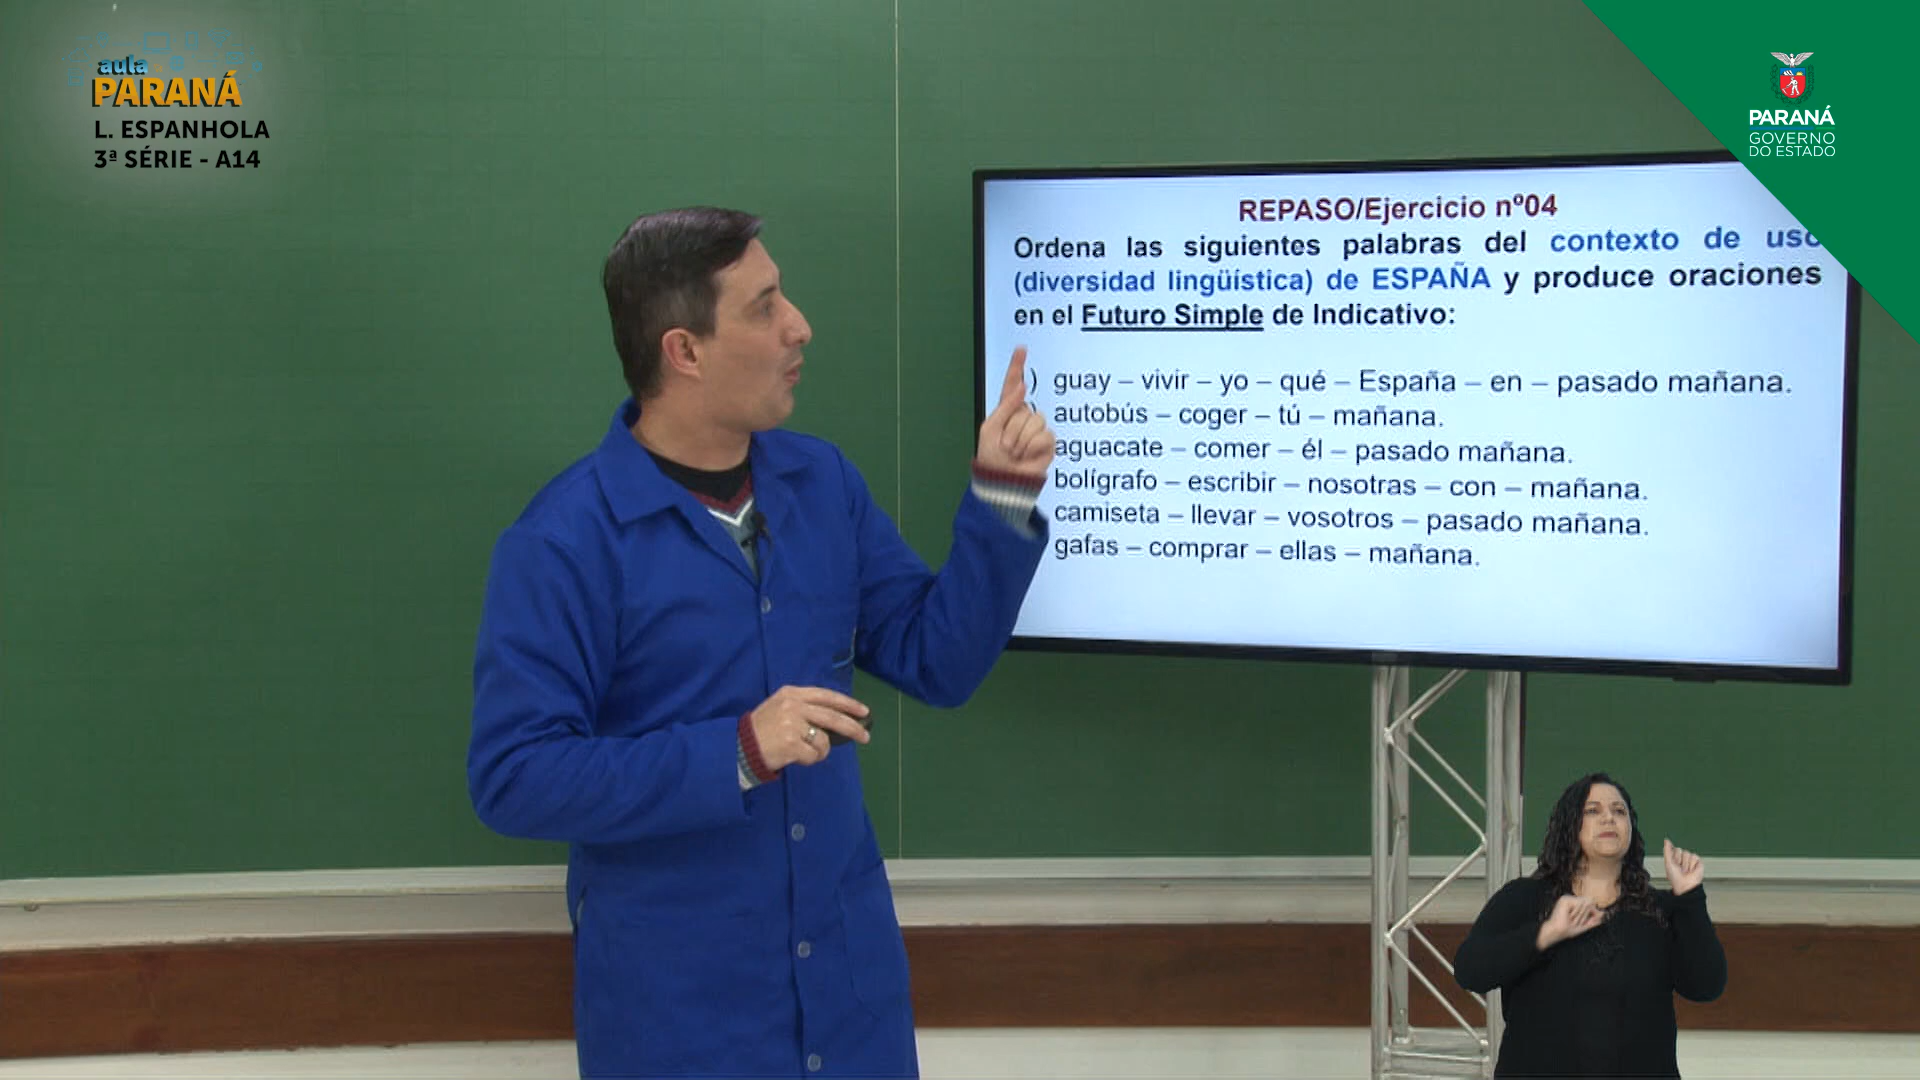 aula
PARANÁ
L. ESPANHOLA
3ª SÉRIE - A14
PARANÁ
GOVERNO
DO ESTADO
REPASO/Ejercicio nº04
Ordena las siguientes palabras del contexto de uso
(diversidad lingüística) de ESPAÑA y produce oraciones
en el Futuro Simple de Indicativo:
) guay – vivir – yo – qué – España – en – pasado mañana.
) autobús – coger – tú – mañana.
aguacate – comer – él – pasado mañana.
bolígrafo – escribir – nosotras – con – mañana.
camiseta – llevar – vosotros – pasado mañana.
gafas – comprar – ellas – mañana.